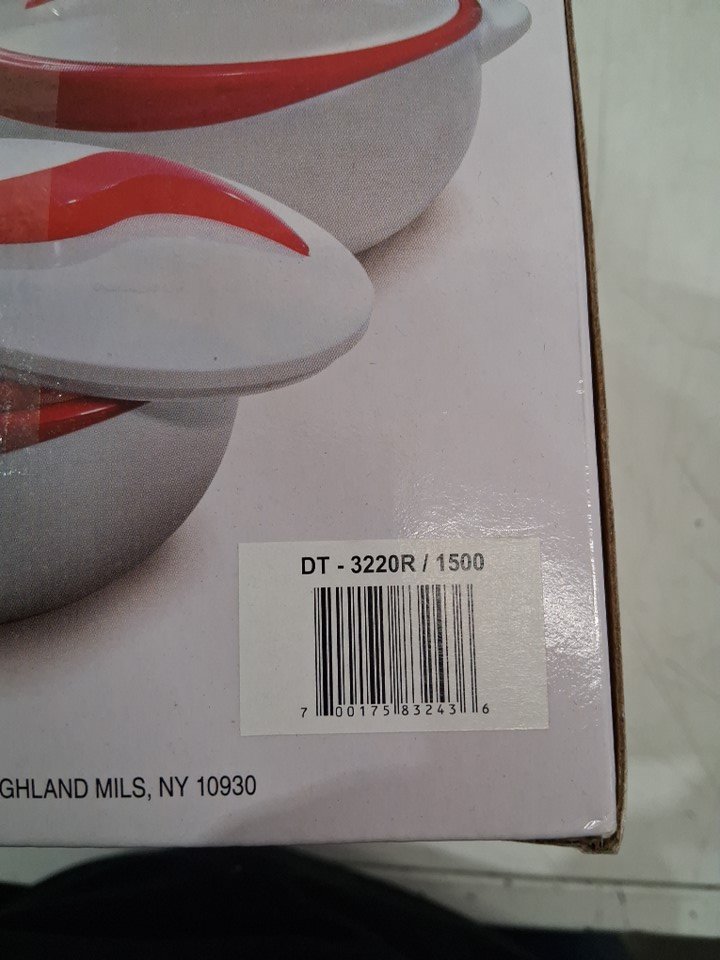 DT - 3220R / 1500
7 00175 83243 6
GHLAND MILS, NY 10930